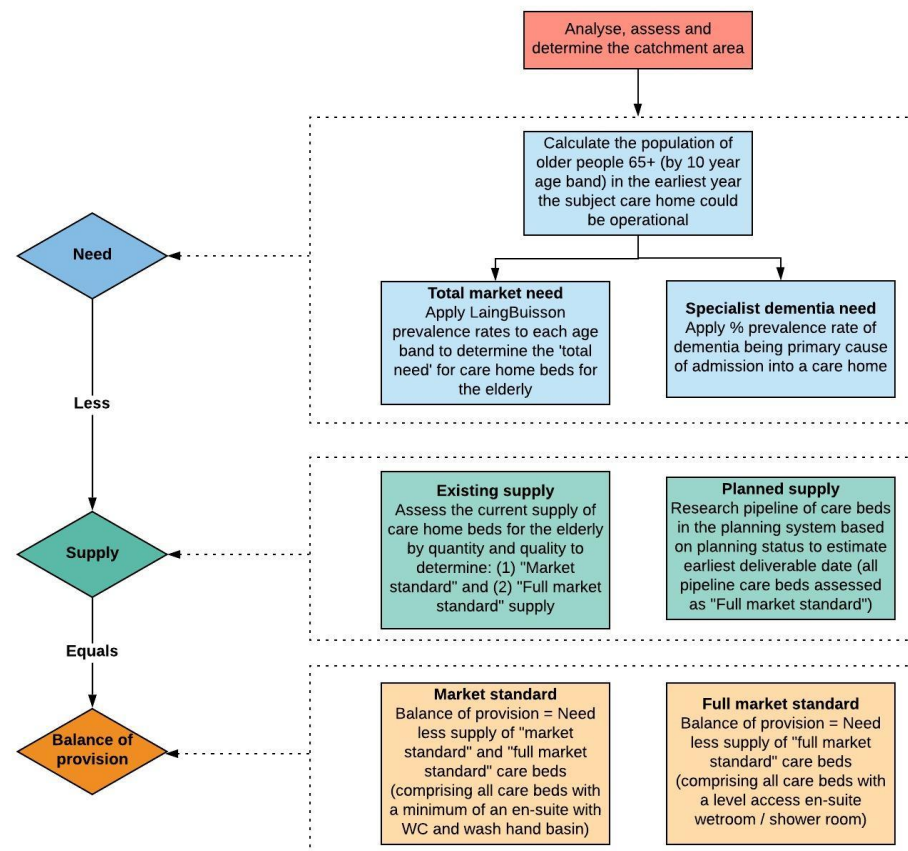 Analyse, assess and
determine the catchment area
Calculate the population of
older people 65+ (by 10 year
age band) in the earliest year
the subject care home could
be operational
Need
Total market need
Apply LaingBuisson
prevalence rates to each age
band to determine the 'total
need' for care home beds for
the elderly
Specialist dementia need
Apply % prevalence rate of
dementia being primary cause
of admission into a care home
Less
Existing supply
Assess the current supply of
care home beds for the elderly
by quantity and quality to
determine: (1) "Market
standard" and (2) "Full market
standard" supply
Planned supply
Research pipeline of care beds
in the planning system based
on planning status to estimate
earliest deliverable date (all
pipeline care beds assessed
as "Full market standard")
Supply
Equals
Market standard
Balance of provision = Need
less supply of "market
standard" and "full market
standard" care beds
(comprising all care beds with
a minimum of an en-suite with
WC and wash hand basin)
Full market standard
Balance of provision = Need
less supply of "full market
standard" care beds
(comprising all care beds with
a level access en-suite
wetroom / shower room)
Balance of
provision